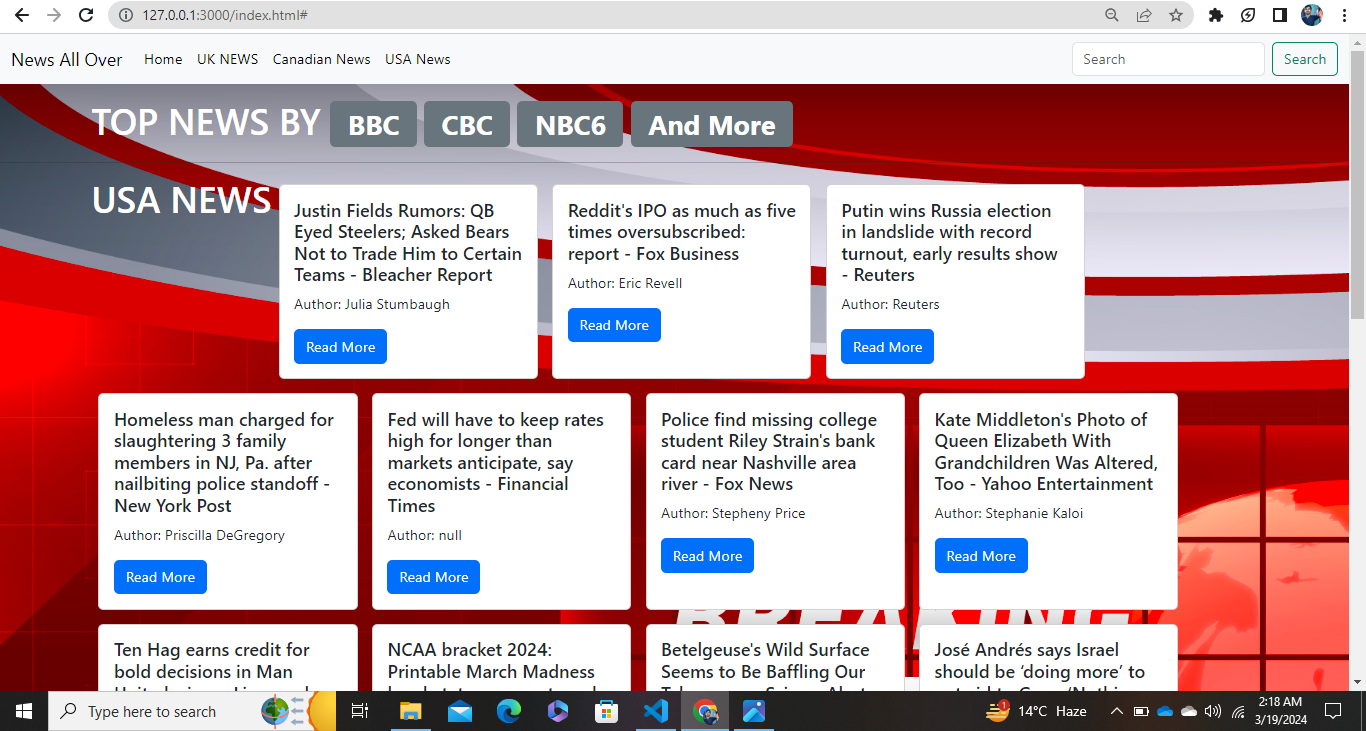 127.0.0.1:3000/index.html#
News All Over Home UK NEWS Canadian News USA News Search Search
TOP NEWS BY BBC CBC NBC6 And More
USA NEWS
Justin Fields Rumors: QB
Eyed Steelers; Asked Bears
Not to Trade Him to Certain
Teams - Bleacher Report
Author: Julia Stumbaugh
Read More
Reddit's IPO as much as five
times oversubscribed:
report - Fox Business
Author: Eric Revell
Read More
Putin wins Russia election
in landslide with record
turnout, early results show
- Reuters
Author: Reuters
Read More
Homeless man charged for
slaughtering 3 family
members in NJ, Pa. after
nailbiting police standoff -
New York Post
Author: Priscilla DeGregory
Read More
Fed will have to keep rates
high for longer than
markets anticipate, say
economists - Financial
Times
Author: null
Read More
Police find missing college
student Riley Strain's bank
card near Nashville area
river - Fox News
Author: Stepheny Price
Read More
Kate Middleton's Photo of
Queen Elizabeth With
Grandchildren Was Altered,
Too - Yahoo Entertainment
Author: Stephanie Kaloi
Read More
BREAKING
Ten Hag earns credit for
bold decisions in Man
NCAA bracket 2024:
Printable March Madness
Betelgeuse's Wild Surface
Seems to Be Baffling Our
José Andrés says Israel
should be ‘doing more’ to
Type here to search
1
14°C Haze
2:18 AM
3/19/2024